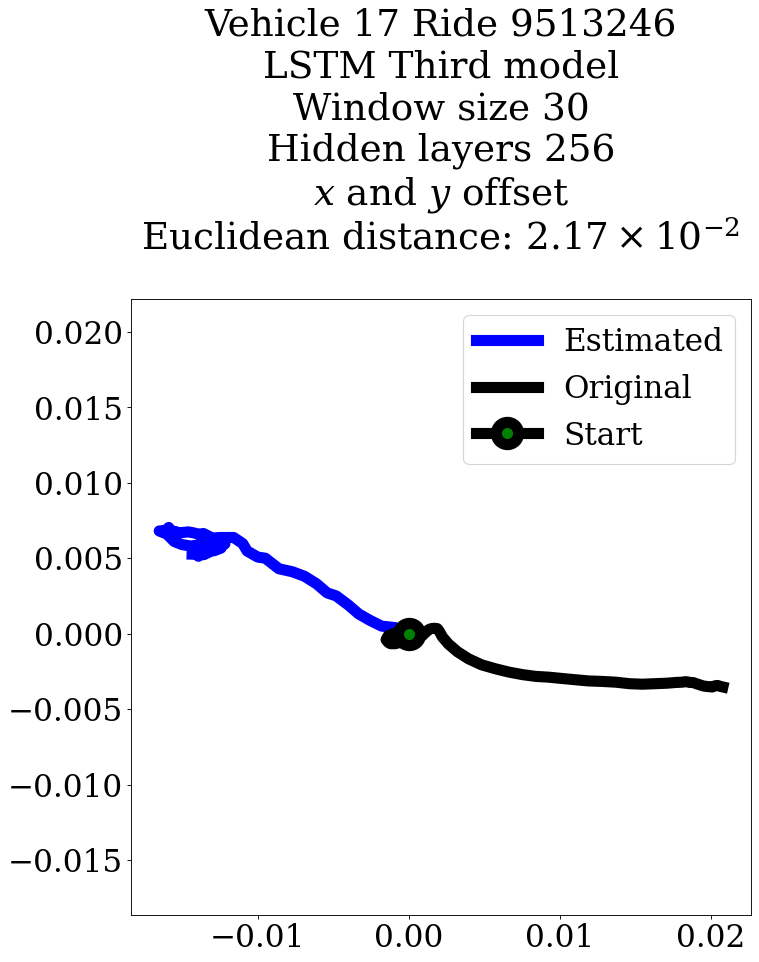 Vehicle 17 Ride 9513246
LSTM Third model
Window size 30
Hidden layers 256
x and y offset
Euclidean distance: 2.17 × 10⁻²
Estimated
Original
Start
0.020
0.015
0.010
0.005
0.000
−0.005
−0.010
−0.015
−0.01 0.00 0.01 0.02